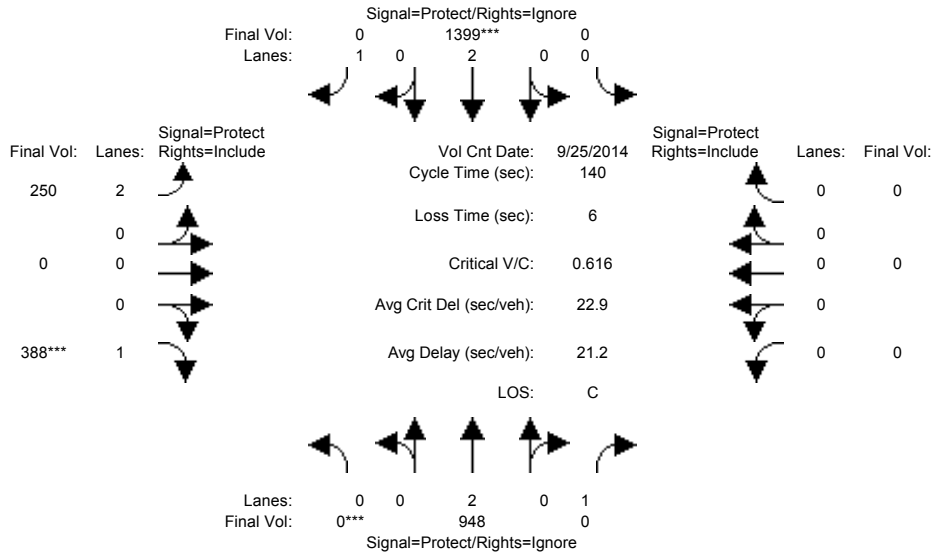 Signal=Protect/Rights=Ignore
Final Vol: 0 1399*** 0
Lanes: 1 0 2 0 0
Signal=Protect Signal=Protect
Final Vol: Lanes: Rights=Include Vol Cnt Date: 9/25/2014 Rights=Include Lanes: Final Vol:
Cycle Time (sec): 140
250 2 0 0
Loss Time (sec): 6
0 0
0 0 Critical V/C: 0.616 0 0
0 Avg Crit Del (sec/veh): 22.9 0
388*** 1 Avg Delay (sec/veh): 21.2 0 0
LOS: C
Lanes: 0 0 2 0 1
Final Vol: 0*** 948 0
Signal=Protect/Rights=Ignore